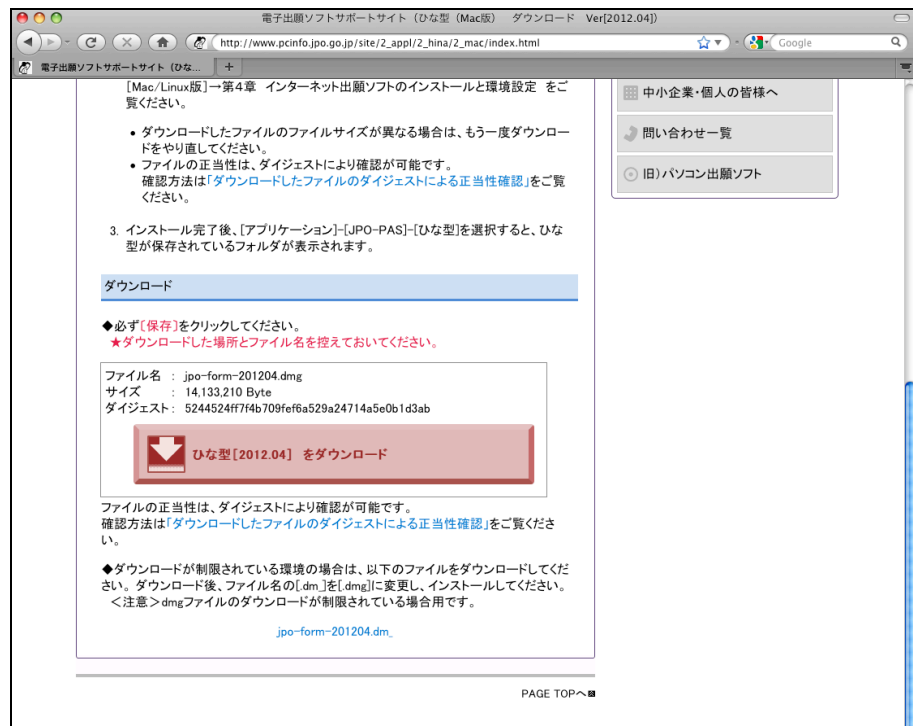 電子出願ソフトサポートサイト（ひな型（Mac版）　ダウンロード　Ver[2012.04]）
http://www.pcinfo.jpo.go.jp/site/2_appl/2_hina/2_mac/index.html
Google
電子出願ソフトサポートサイト（ひな...
[Mac/Linux版]→第4章 インターネット出願ソフトのインストールと環境設定 をご
覧ください。
• ダウンロードしたファイルのファイルサイズが異なる場合は、もう一度ダウンロー
ドをやり直してください。
• ファイルの正当性は、ダイジェストにより確認が可能です。
確認方法は「ダウンロードしたファイルのダイジェストによる正当性確認」をご覧
ください。
3. インストール完了後、[アプリケーション]-[JPO-PAS]-[ひな型]を選択すると、ひな
型が保存されているフォルダが表示されます。
ダウンロード
◆必ず［保存］をクリックしてください。
★ダウンロードした場所とファイル名を控えておいてください。
ファイル名 ： jpo-form-201204.dmg
サイズ ： 14,133,210 Byte
ダイジェスト： 5244524ff7f4b709fef6a529a24714a5e0b1d3ab
ひな型[2012.04] をダウンロード
ファイルの正当性は、ダイジェストにより確認が可能です。
確認方法は「ダウンロードしたファイルのダイジェストによる正当性確認」をご覧くださ
い。
◆ダウンロードが制限されている環境の場合は、以下のファイルをダウンロードしてくだ
さい。ダウンロード後、ファイル名の[.dm_]を[.dmg]に変更し、インストールしてください。
＜注意＞dmgファイルのダウンロードが制限されている場合用です。
jpo-form-201204.dm_
PAGE TOPへ
中小企業・個人の皆様へ
問い合わせ一覧
旧）パソコン出願ソフト